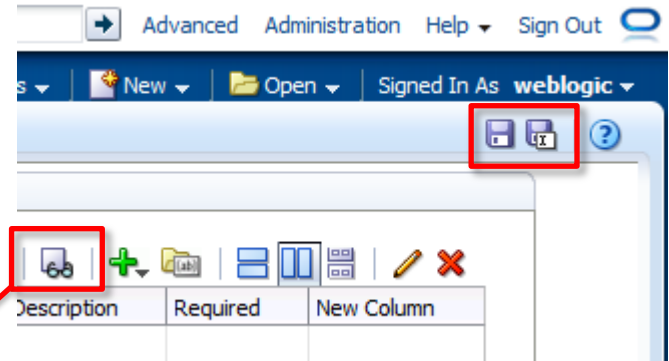 Advanced Administration Help Sign Out
s New Open Signed In As weblogic
Description Required New Column